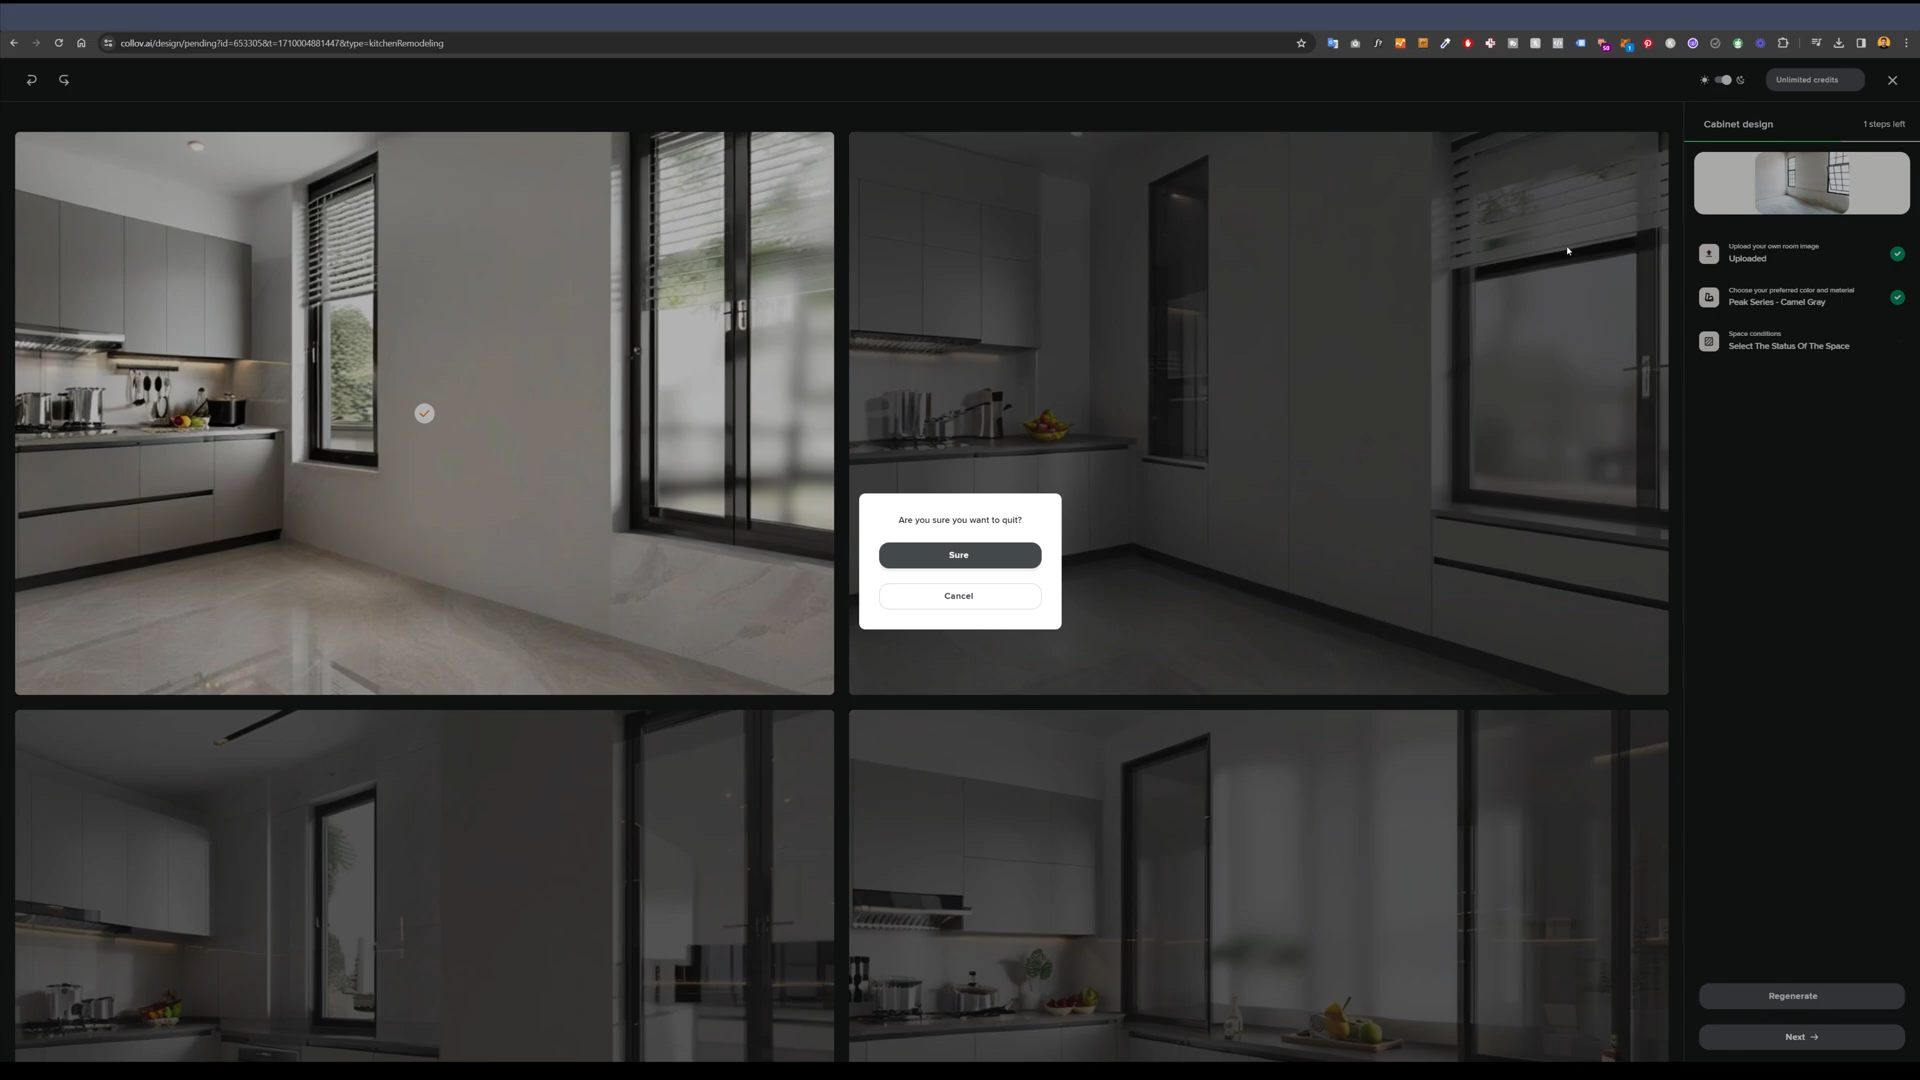 collov.ai/design/pending?id=653305&t=1710004881447&type=kitchenRemodeling
Unlimited credits
Cabinet design
1 steps left
Upload your own room image
Uploaded
Choose your preferred color and material
Peak Series - Camel Gray
Space conditions
Select The Status Of The Space
Are you sure you want to quit?
Sure
Cancel
Regenerate
Next →